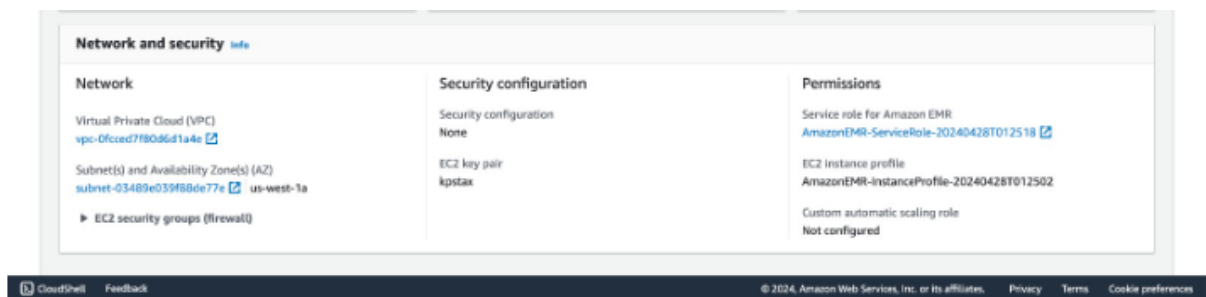 Network and security Info
Network
Virtual Private Cloud (VPC)
vpc-0fcced7f80d6d1a4e
Subnet(s) and Availability Zone(s) (AZ)
subnet-03489e039f88de77e us-west-1a
EC2 security groups (firewall)
Security configuration
Security configuration
None
EC2 key pair
kpstax
Permissions
Service role for Amazon EMR
AmazonEMR-ServiceRole-20240428T012518
EC2 instance profile
AmazonEMR-InstanceProfile-20240428T012502
Custom automatic scaling role
Not configured
CloudShell Feedback © 2024, Amazon Web Services, Inc. or its affiliates. Privacy Terms Cookie preferences